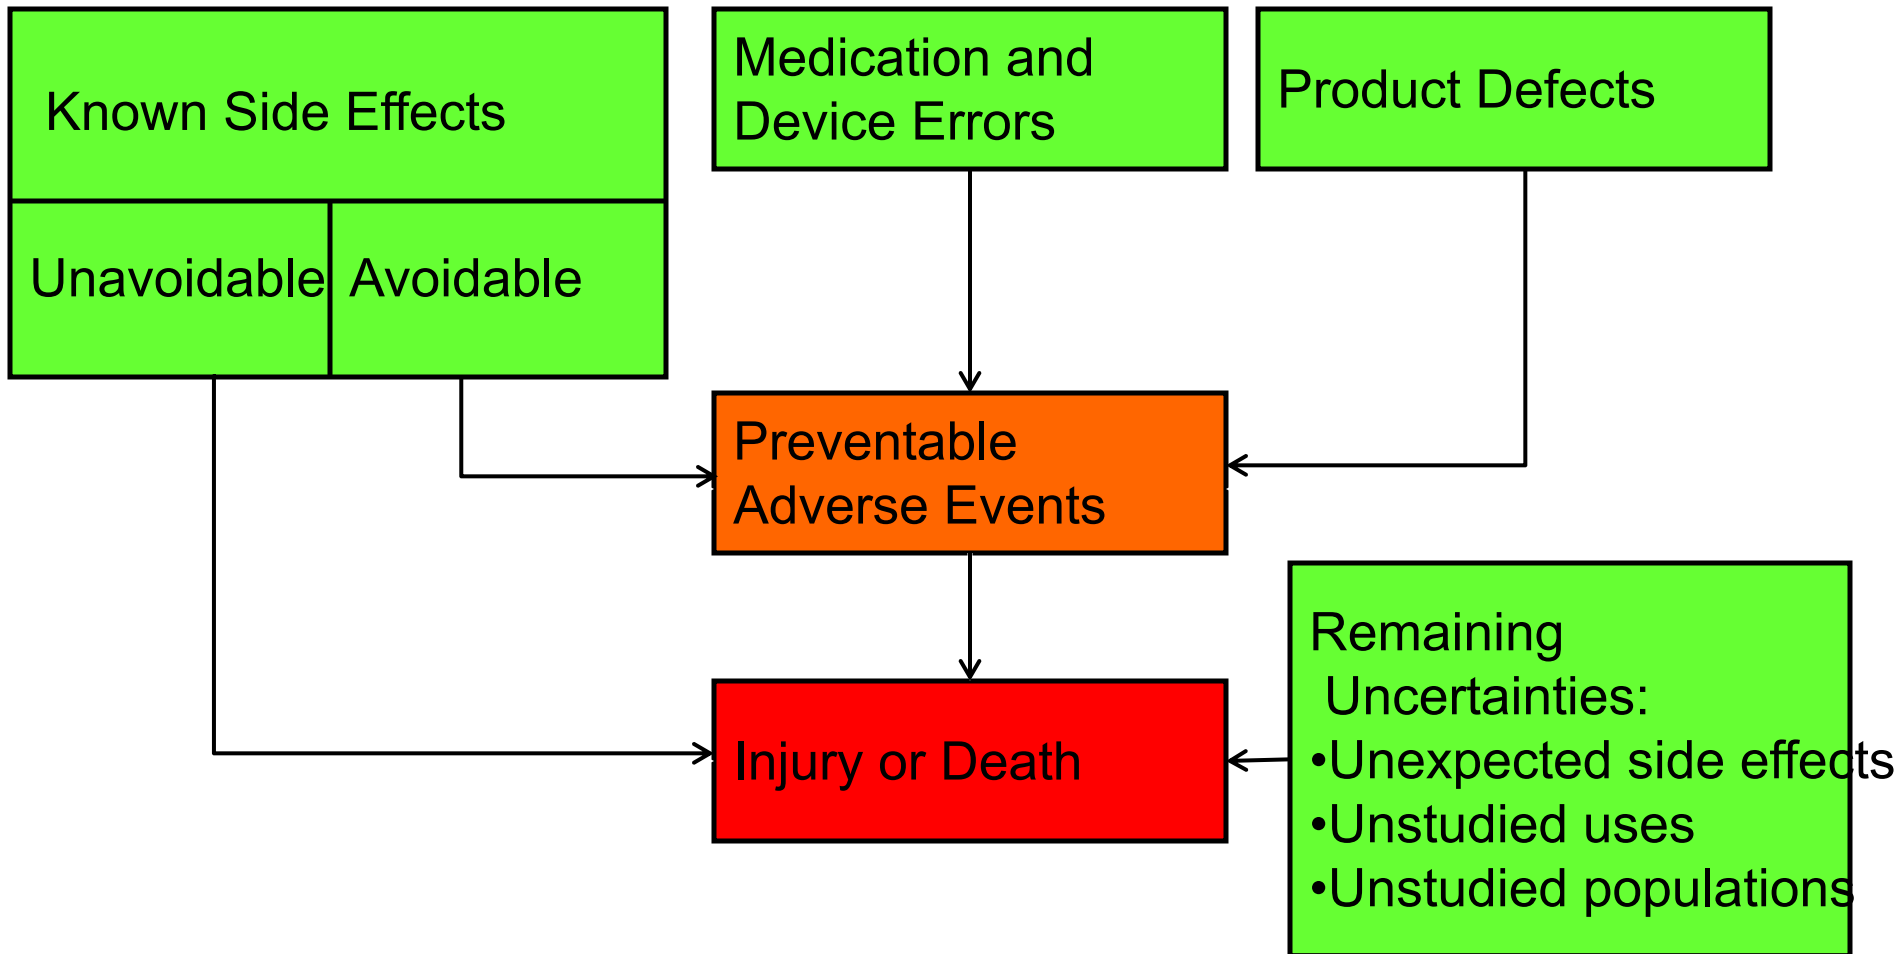 Known Side Effects
Unavoidable
Avoidable
Medication and
Device Errors
Product Defects
Preventable
Adverse Events
Injury or Death
Remaining
Uncertainties:
•Unexpected side effects
•Unstudied uses
•Unstudied populations